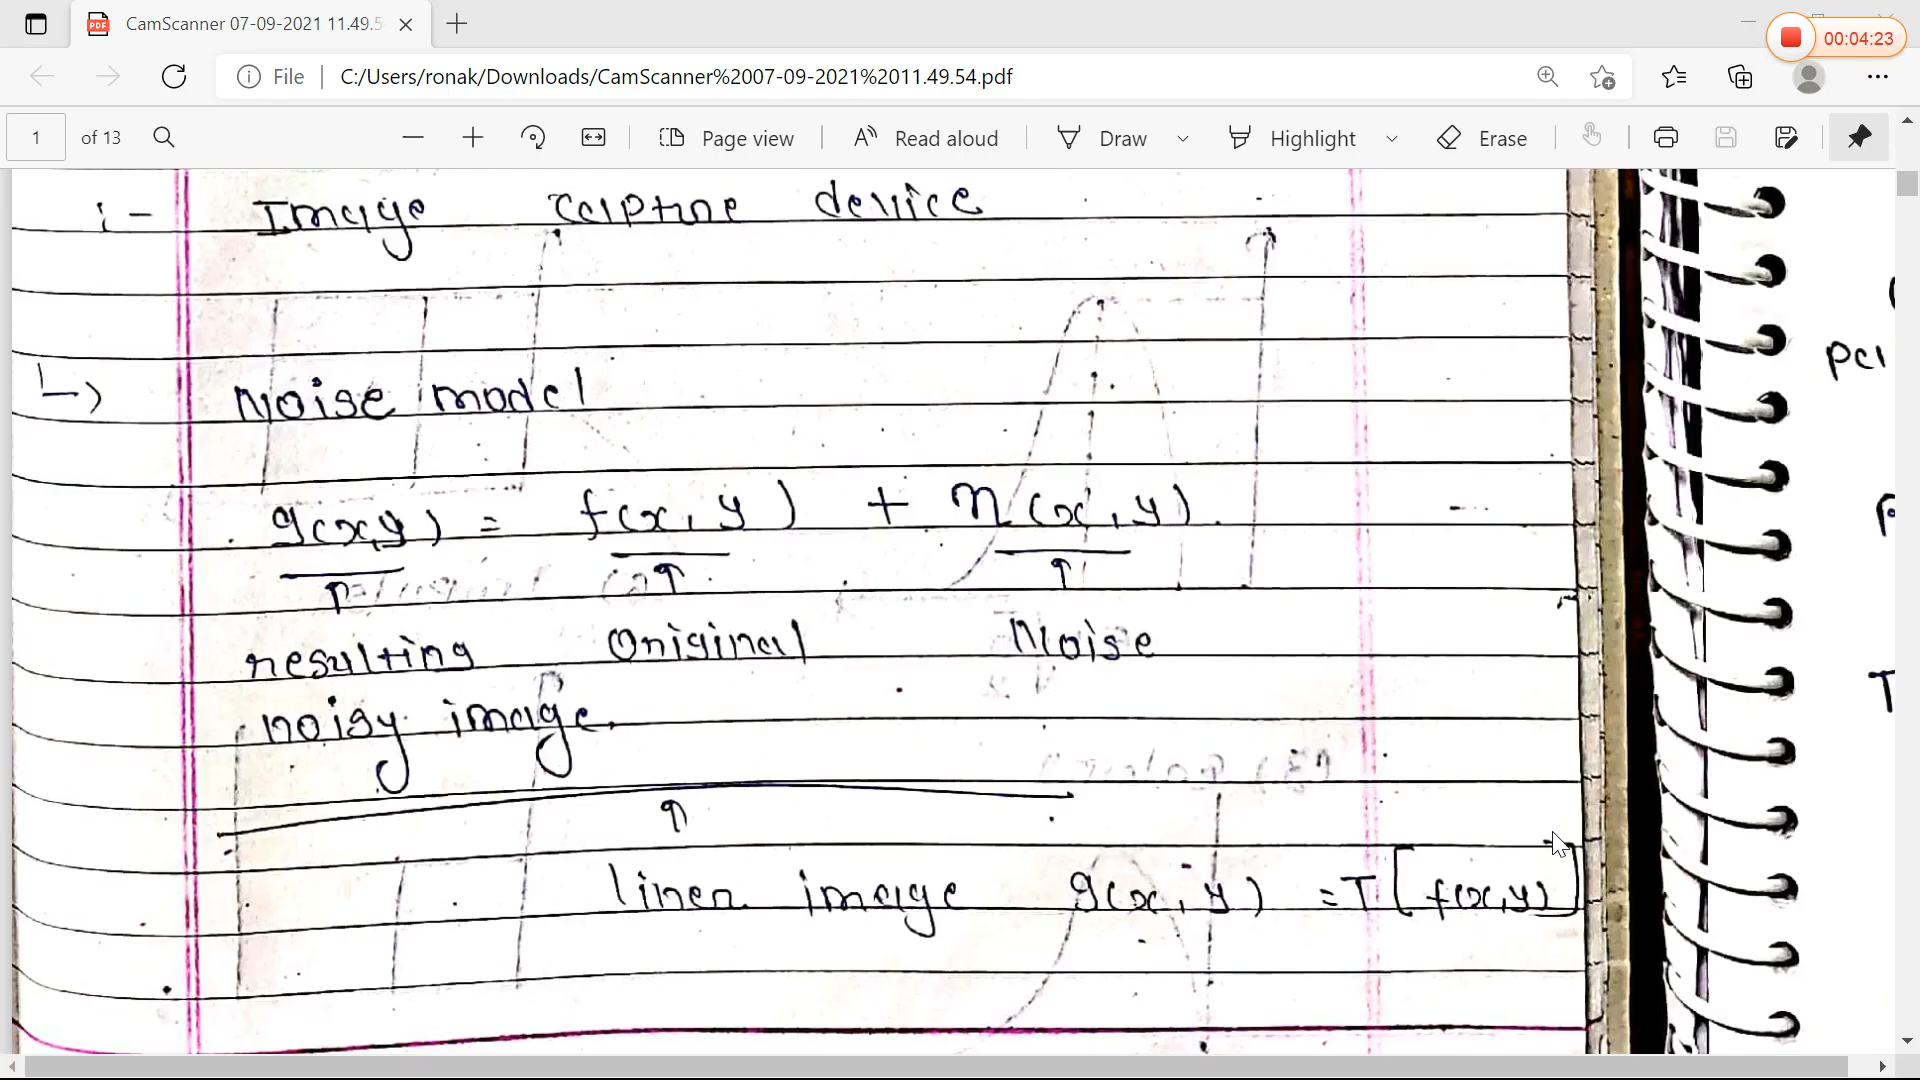 CamScanner 07-09-2021 11.49.5
00:04:23
File
C:/Users/ronak/Downloads/CamScanner%2007-09-2021%2011.49.54.pdf
1 of 13
Page view
Read aloud
Draw
Highlight
Erase
:- Image capture device
↳ Noise model
g(x,y) = f(x,y) + η(x,y).
resulting Original Noise
noisy image.
linear image g(x,y) = T[f(x,y)]